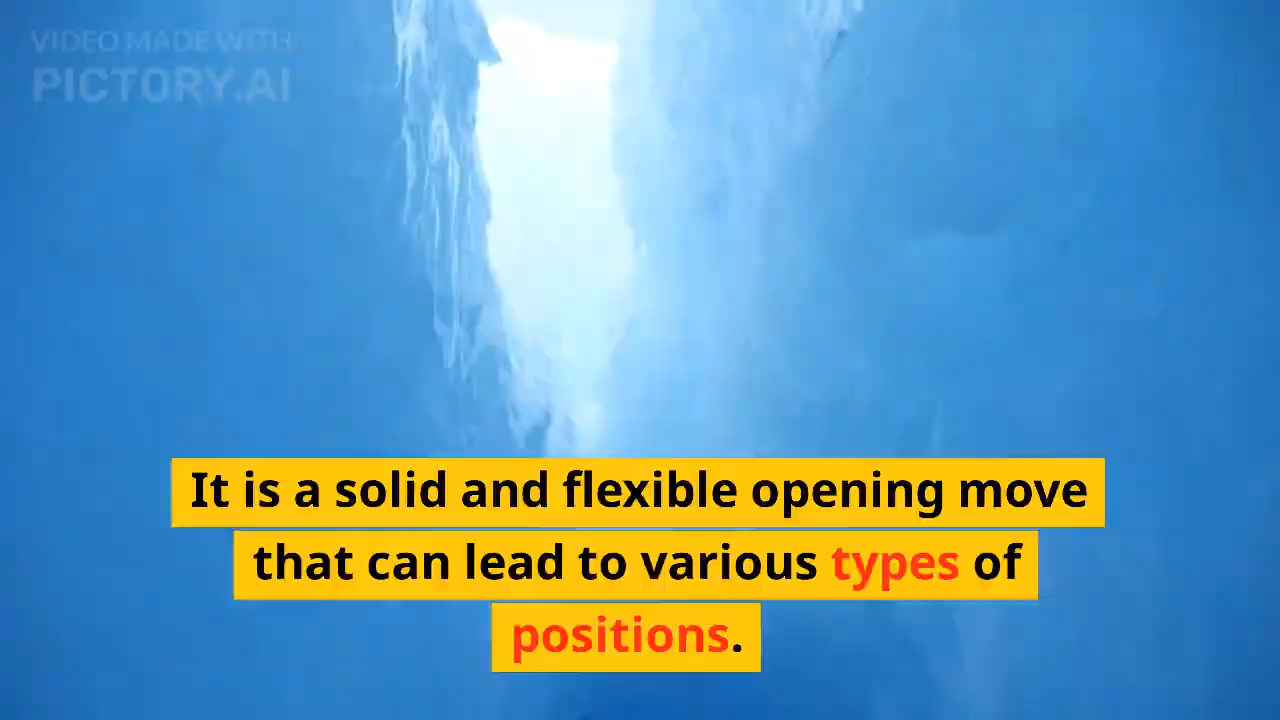 VIDEO MADE WITH
PICTORY.AI
It is a solid and flexible opening move
that can lead to various types of
positions.